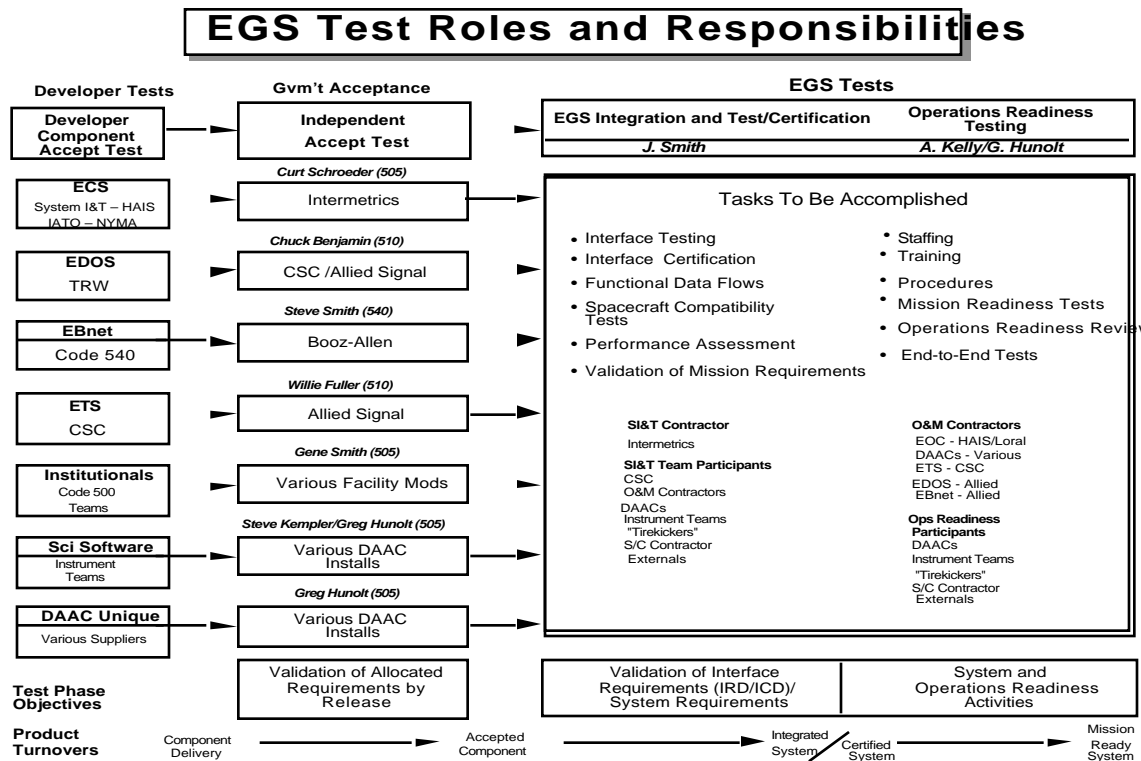 EGS Test Roles and Responsibilities
Developer Tests
Gvm't Acceptance
EGS Tests
Developer
Component
Accept Test
Independent
Accept Test
EGS Integration and Test/Certification
J. Smith
Operations Readiness
Testing
A. Kelly/G. Hunolt
ECS
System I&T – HAIS
IATO – NYMA
Curt Schroeder (505)
Intermetrics
EDOS
TRW
Chuck Benjamin (510)
CSC /Allied Signal
EBnet
Code 540
Steve Smith (540)
Booz-Allen
ETS
CSC
Willie Fuller (510)
Allied Signal
Institutionals
Code 500
Teams
Gene Smith (505)
Various Facility Mods
Sci Software
Instrument
Teams
Steve Kempler/Greg Hunolt (505)
Various DAAC
Installs
DAAC Unique
Various Suppliers
Greg Hunolt (505)
Various DAAC
Installs
Tasks To Be Accomplished
• Interface Testing
• Interface Certification
• Functional Data Flows
• Spacecraft Compatibility
Tests
• Performance Assessment
• Validation of Mission Requirements
• Staffing
• Training
• Procedures
• Mission Readiness Tests
• Operations Readiness Review
• End-to-End Tests
SI&T Contractor
Intermetrics
SI&T Team Participants
CSC
O&M Contractors
DAACs
Instrument Teams
"Tirekickers"
S/C Contractor
Externals
O&M Contractors
EOC - HAIS/Loral
DAACs - Various
ETS - CSC
EDOS - Allied
EBnet - Allied
Ops Readiness
Participants
DAACs
Instrument Teams
"Tirekickers"
S/C Contractor
Externals
Test Phase
Objectives
Validation of Allocated
Requirements by
Release
Validation of Interface
Requirements (IRD/ICD)/
System Requirements
System and
Operations Readiness
Activities
Product
Turnovers
Component
Delivery
Accepted
Component
Integrated
System
Certified
System
Mission
Ready
System